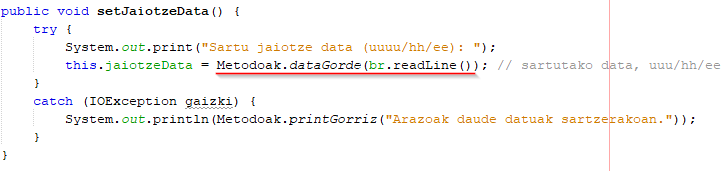 public void setJaiotzeData() {
try {
System.out.print("Sartu jaiotze data (uuuu/hh/ee): ");
this.jaiotzeData = Metodoak.dataGorde(br.readLine()); // sartutako data, uuu/hh/ee
}
catch (IOException gaizki) {
System.out.println(Metodoak.printGorriz("Arazoak daude datuak sartzerakoan."));
}
}